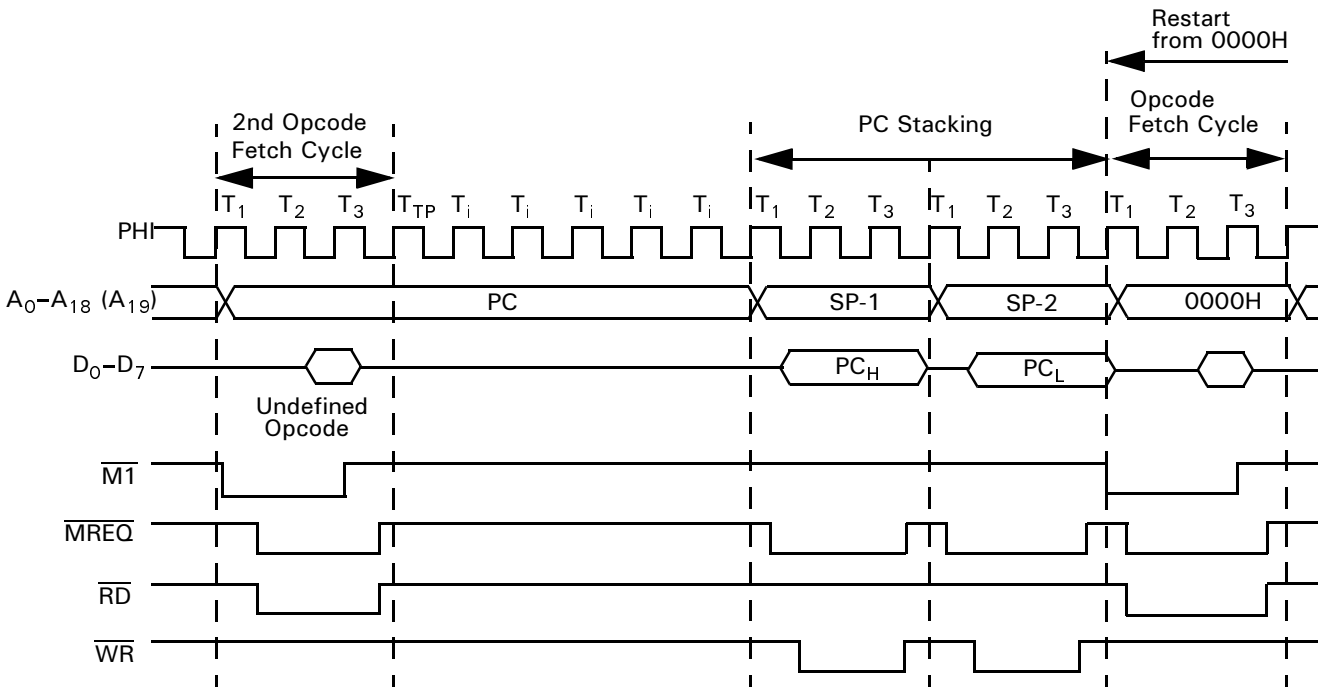 Restart
from 0000H
2nd Opcode
Fetch Cycle
PC Stacking
Opcode
Fetch Cycle
T1 T2 T3 TTP Ti Ti Ti Ti Ti T1 T2 T3 T1 T2 T3 T1 T2 T3
PHI
A0–A18 (A19) PC SP-1 SP-2 0000H
D0–D7 PCH PCL
Undefined
Opcode
M1
MREQ
RD
WR